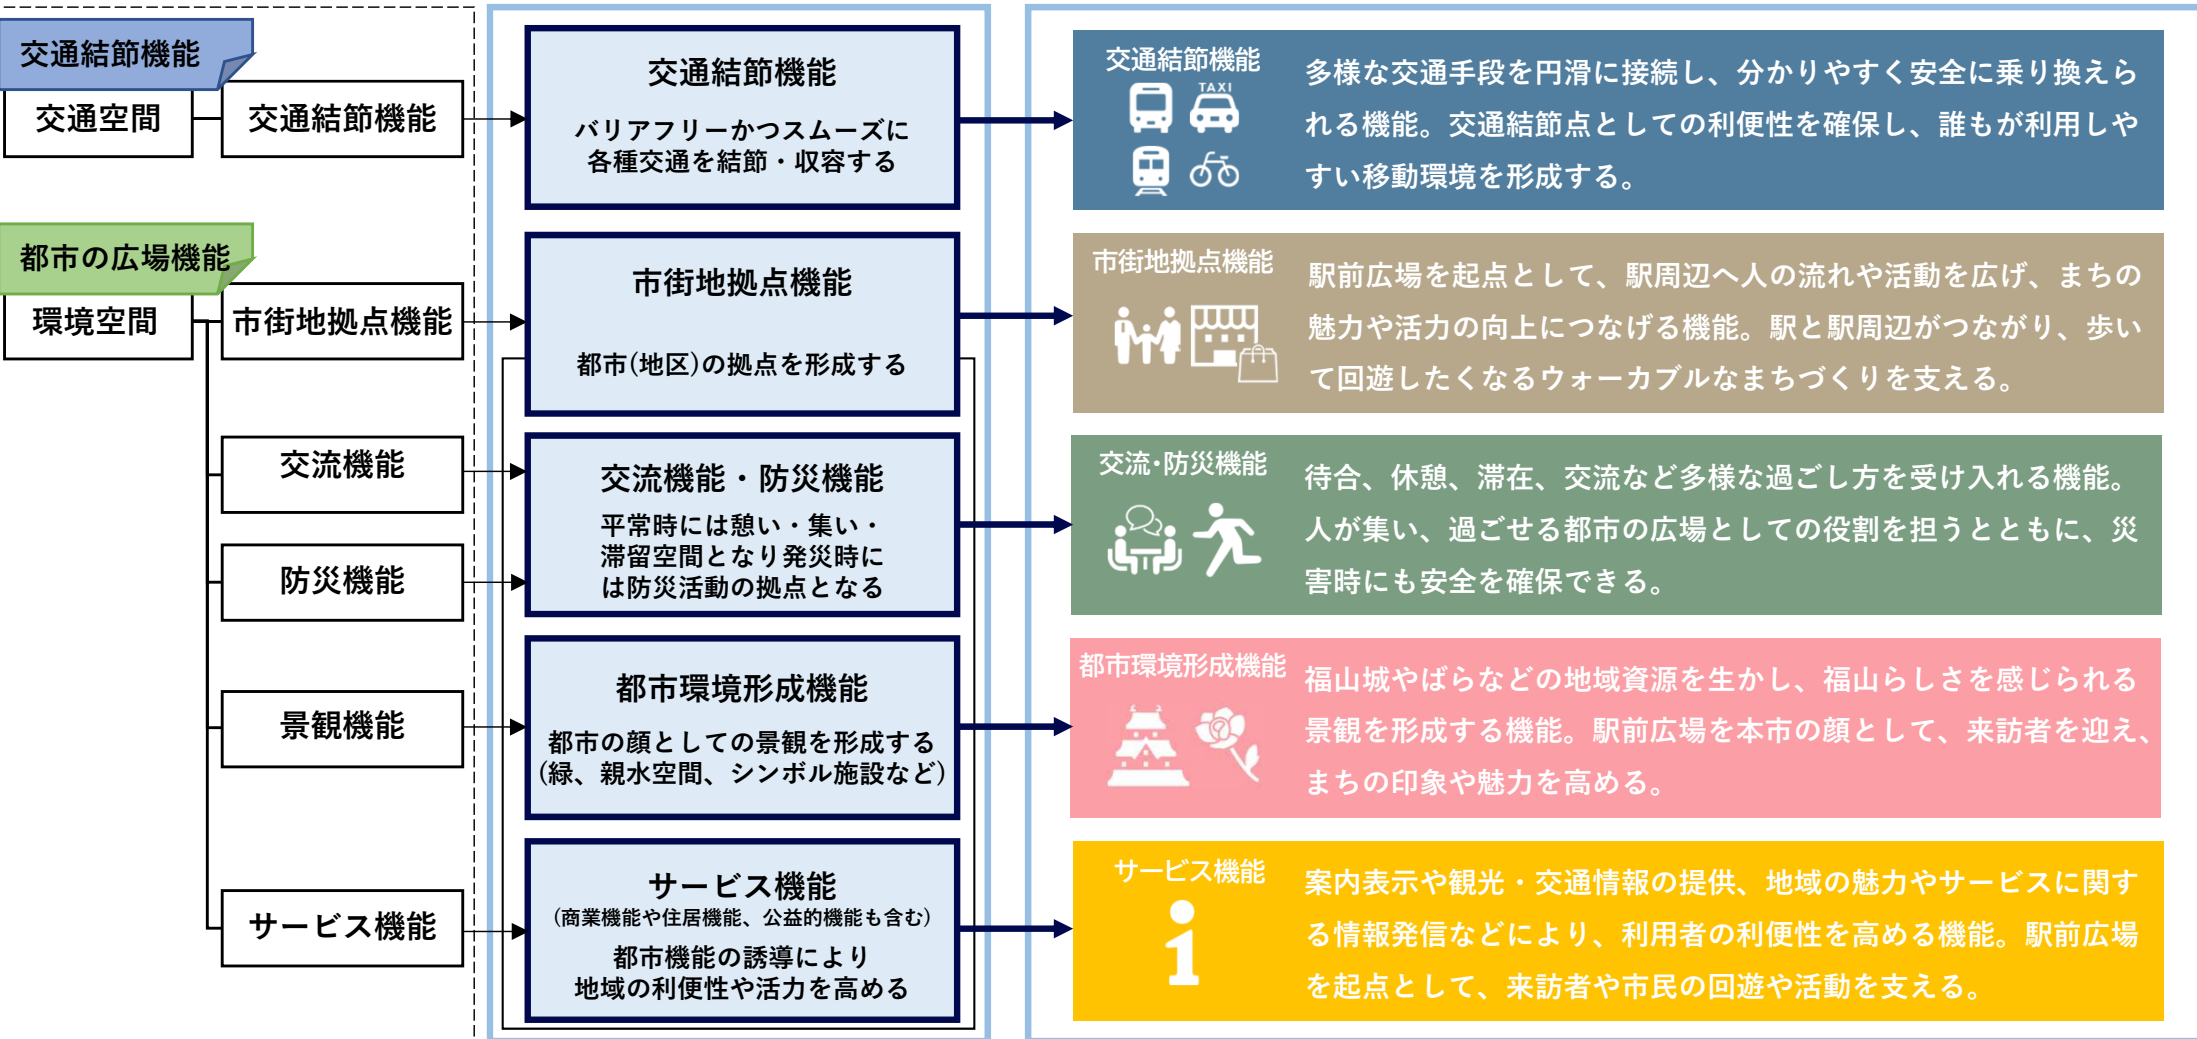 交通結節機能
交通空間
交通結節機能
都市の広場機能
環境空間
市街地拠点機能
交流機能
防災機能
景観機能
サービス機能
交通結節機能
バリアフリーかつスムーズに
各種交通を結節・収容する
市街地拠点機能
都市(地区)の拠点を形成する
交流機能・防災機能
平常時には憩い・集い・
滞留空間となり発災時に
は防災活動の拠点となる
都市環境形成機能
都市の顔としての景観を形成する
(緑、親水空間、シンボル施設など)
サービス機能
(商業機能や住居機能、公益的機能も含む)
都市機能の誘導により
地域の利便性や活力を高める
交通結節機能
TAXI
多様な交通手段を円滑に接続し、分かりやすく安全に乗り換えら
れる機能。交通結節点としての利便性を確保し、誰もが利用しや
すい移動環境を形成する。
市街地拠点機能
駅前広場を起点として、駅周辺へ人の流れや活動を広げ、まちの
魅力や活力の向上につなげる機能。駅と駅周辺がつながり、歩い
て回遊したくなるウォーカブルなまちづくりを支える。
交流・防災機能
待合、休憩、滞在、交流など多様な過ごし方を受け入れる機能。
人が集い、過ごせる都市の広場としての役割を担うとともに、災
害時にも安全を確保できる。
都市環境形成機能
福山城やばらなどの地域資源を生かし、福山らしさを感じられる
景観を形成する機能。駅前広場を本市の顔として、来訪者を迎え、
まちの印象や魅力を高める。
サービス機能
案内表示や観光・交通情報の提供、地域の魅力やサービスに関す
る情報発信などにより、利用者の利便性を高める機能。駅前広場
を起点として、来訪者や市民の回遊や活動を支える。